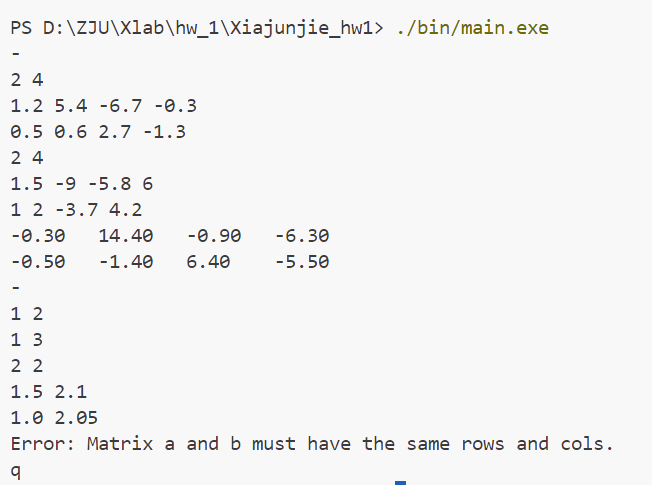 PS D:\ZJU\Xlab\hw_1\Xiajunjie_hw1> ./bin/main.exe
-
2 4
1.2 5.4 -6.7 -0.3
0.5 0.6 2.7 -1.3
2 4
1.5 -9 -5.8 6
1 2 -3.7 4.2
-0.30   14.40   -0.90   -6.30
-0.50   -1.40   6.40    -5.50
-
1 2
1 3
2 2
1.5 2.1
1.0 2.05
Error: Matrix a and b must have the same rows and cols.
q